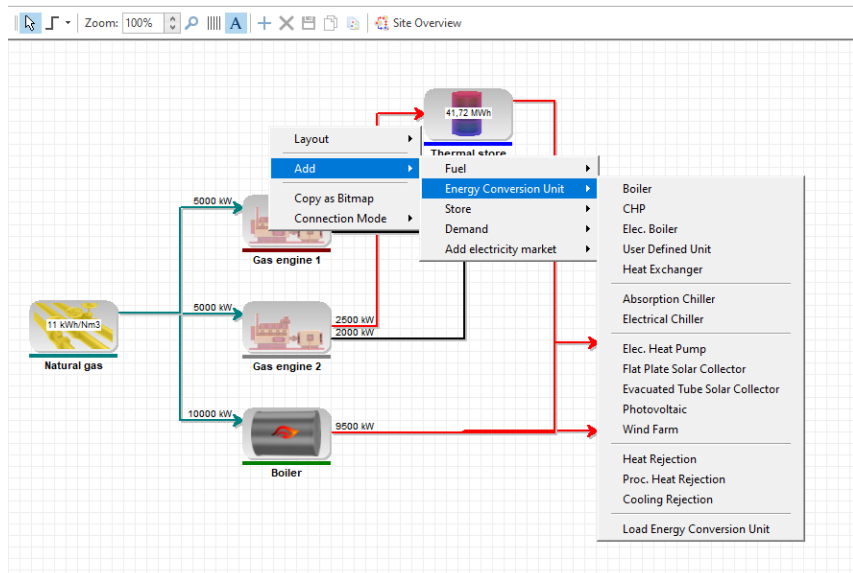 Zoom: 100% A Site Overview
41,72 MWh
Thermal store
Layout
Add
Copy as Bitmap
Connection Mode
Fuel
Energy Conversion Unit
Store
Demand
Add electricity market
Boiler
CHP
Elec. Boiler
User Defined Unit
Heat Exchanger
Absorption Chiller
Electrical Chiller
Elec. Heat Pump
Flat Plate Solar Collector
Evacuated Tube Solar Collector
Photovoltaic
Wind Farm
Heat Rejection
Proc. Heat Rejection
Cooling Rejection
Load Energy Conversion Unit
5000 kW
Gas engine 1
5000 kW
2500 kW
2000 kW
11 kWh/Nm3
Natural gas
Gas engine 2
10000 kW
9500 kW
Boiler